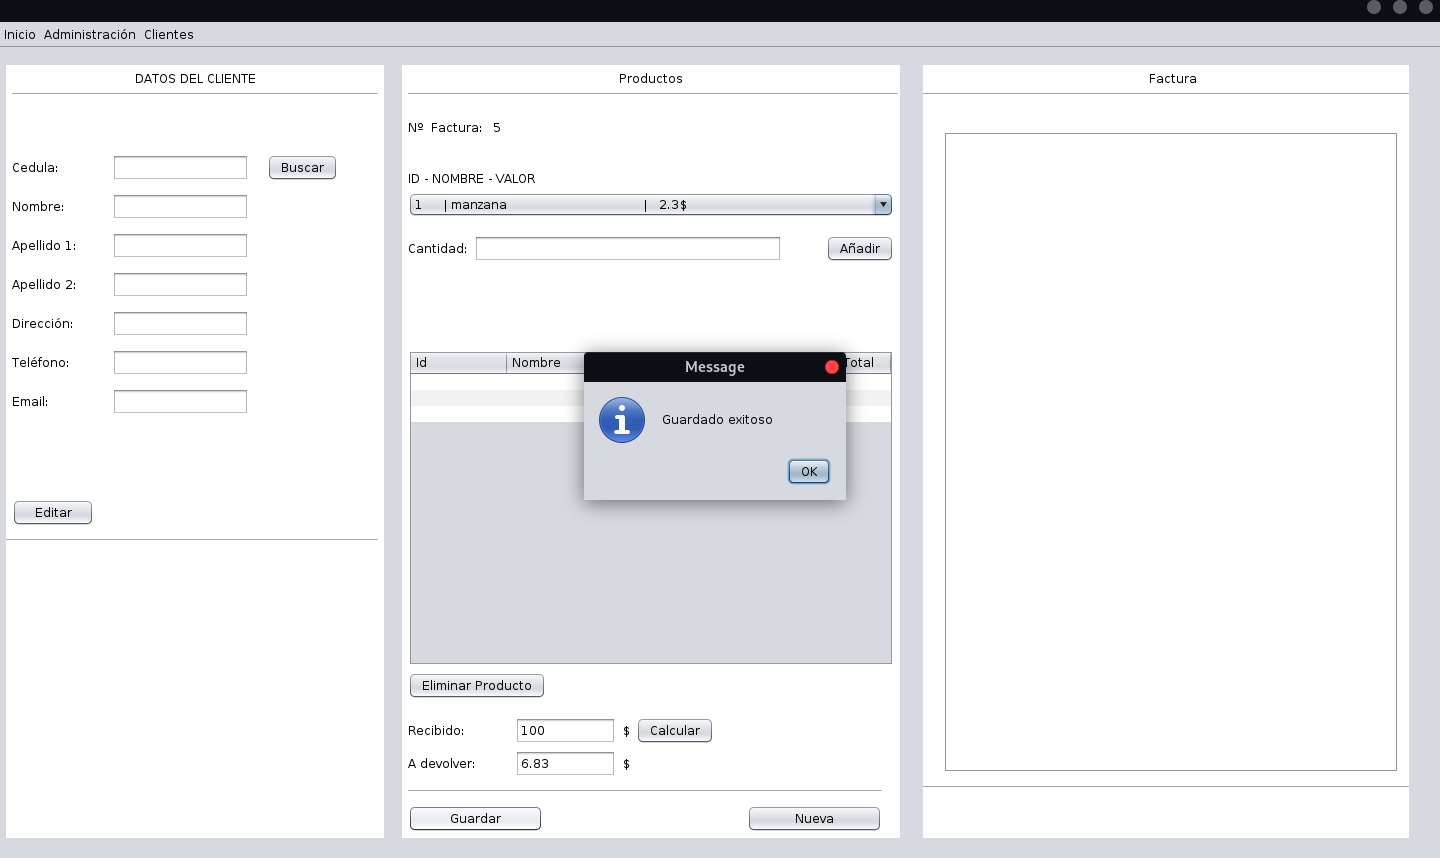 Inicio Administración Clientes
DATOS DEL CLIENTE
Cedula:
Buscar
Nombre:
Apellido 1:
Apellido 2:
Dirección:
Teléfono:
Email:
Editar
Productos
Nº Factura: 5
ID - NOMBRE - VALOR
1 | manzana | 2.3$
Cantidad:
Añadir
Id Nombre Total
Message
Guardado exitoso
OK
Eliminar Producto
Recibido: 100 $ Calcular
A devolver: 6.83 $
Guardar Nueva
Factura